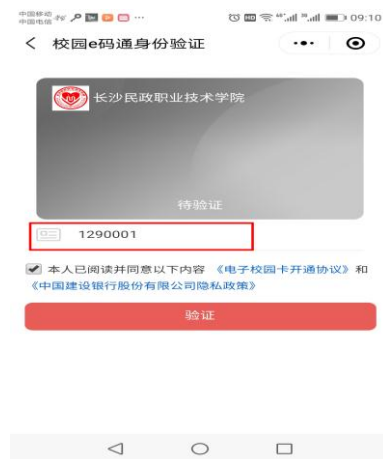 中国移动
中国电信
HD 46 36 09:10
校园e码通身份验证
长沙民政职业技术学院
待验证
1290001
本人已阅读并同意以下内容 《电子校园卡开通协议》和
《中国建设银行股份有限公司隐私政策》
验证